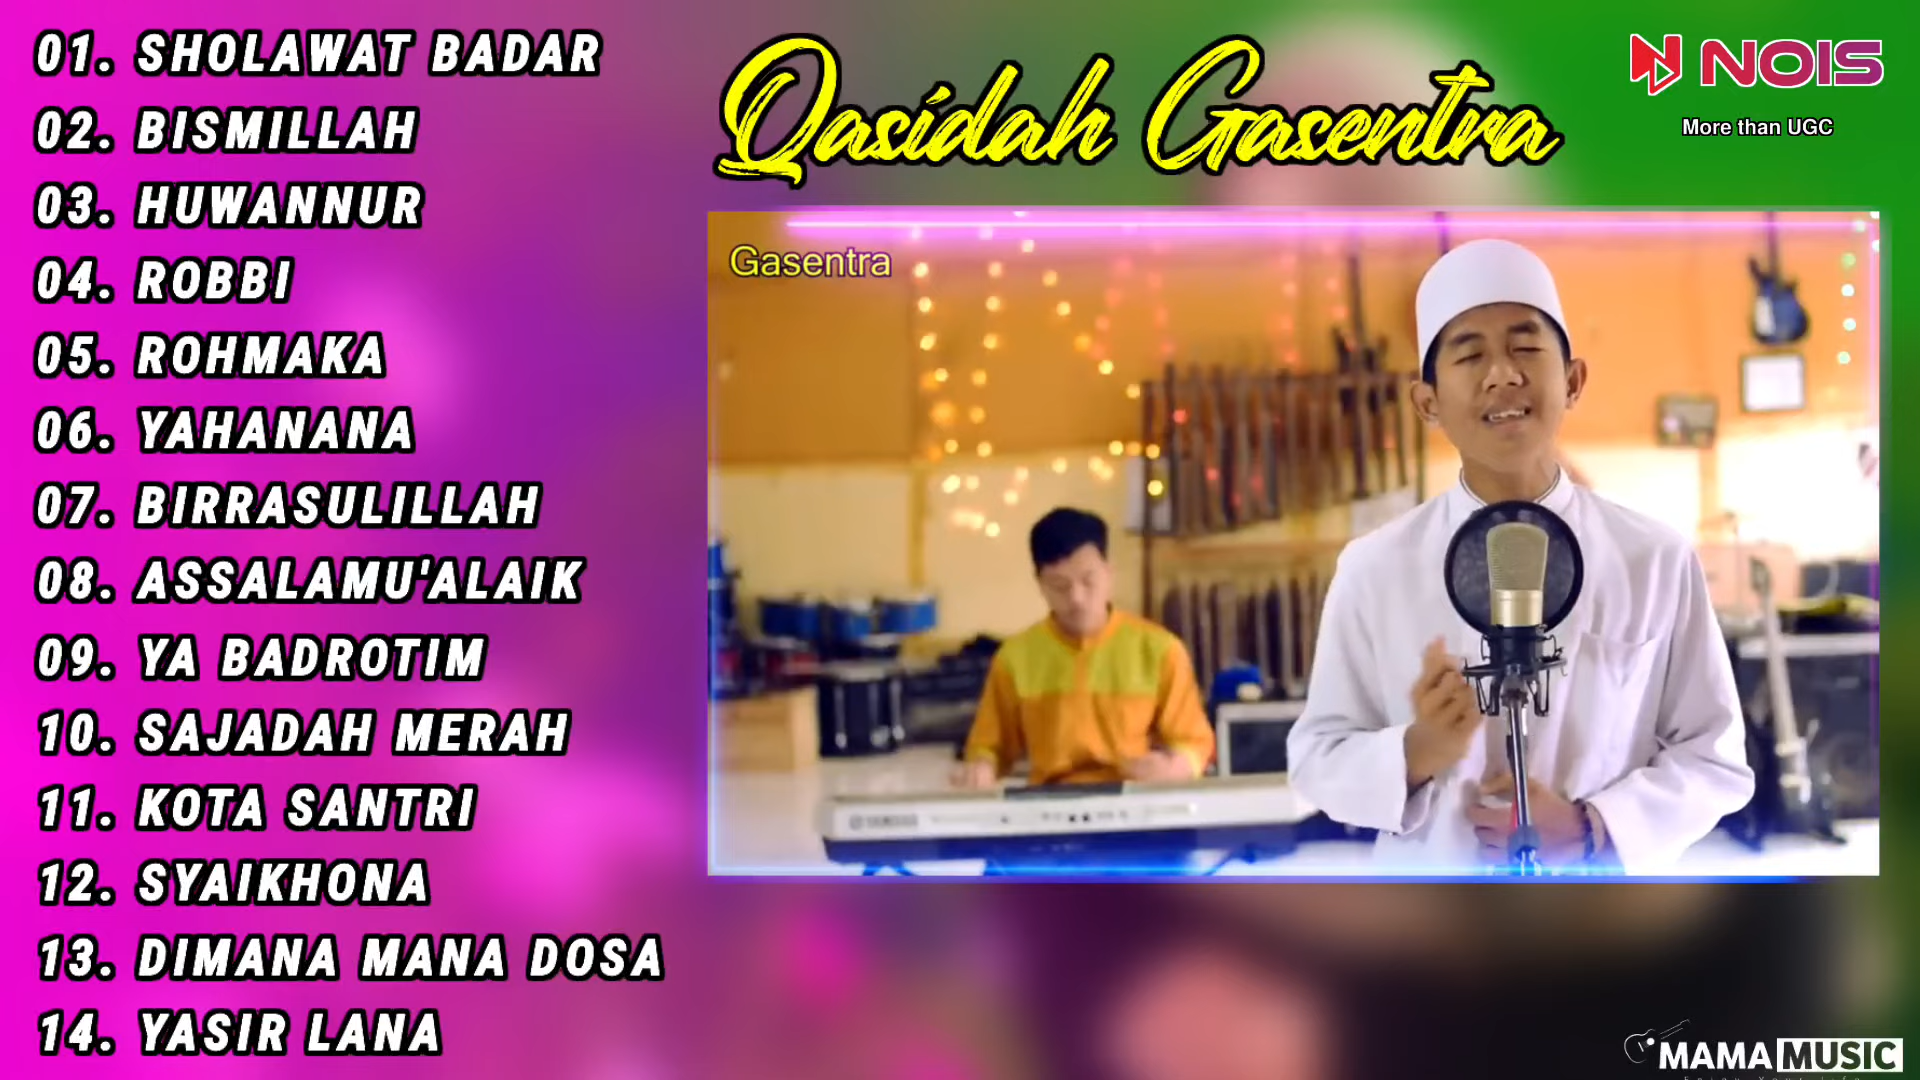 01. SHOLAWAT BADAR
02. BISMILLAH
03. HUWANNUR
04. ROBBI
05. ROHMAKA
06. YAHANANA
07. BIRRASULILLAH
08. ASSALAMU'ALAIK
09. YA BADROTIM
10. SAJADAH MERAH
11. KOTA SANTRI
12. SYAIKHONA
13. DIMANA MANA DOSA
14. YASIR LANA
Qasidah Gasentra
NOIS
More than UGC
Gasentra
YAMAHA
MAMA MUSIC